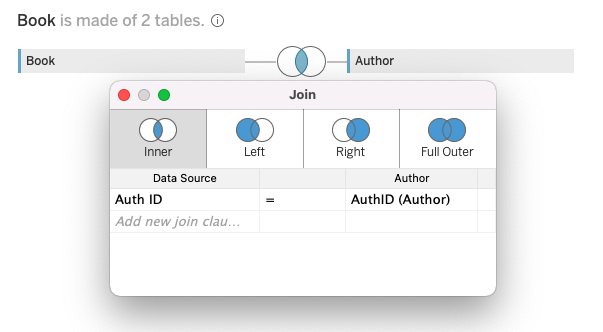 Book is made of 2 tables. ⓘ
Book Author
Join
Inner Left Right Full Outer
Data Source Author
Auth ID = AuthID (Author)
Add new join clau...